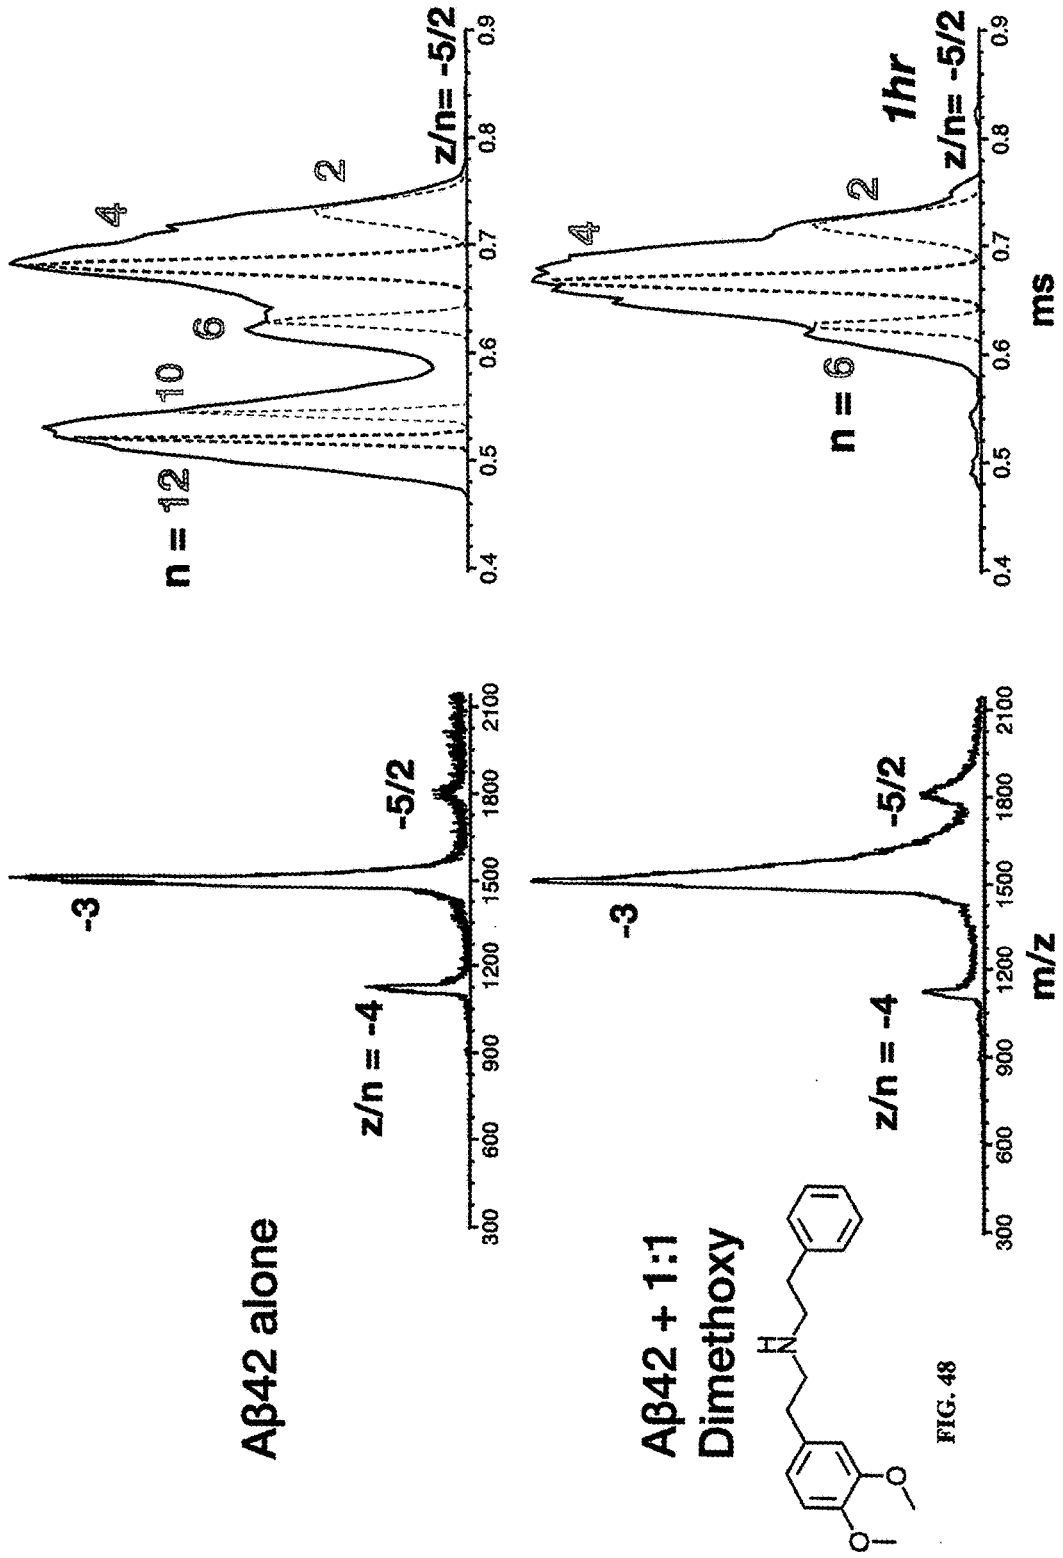 Aβ42 alone
z/n = -4
-3
-5/2
300 600 900 1200 1500 1800 2100
n = 12
10
6
4
2
z/n= -5/2
0.4 0.5 0.6 0.7 0.8 0.9
Aβ42 + 1:1
Dimethoxy
H
N
O
O
z/n = -4
-3
-5/2
300 600 900 1200 1500 1800 2100
m/z
n = 6
4
2
1hr
z/n= -5/2
0.4 0.5 0.6 0.7 0.8 0.9
ms
FIG. 48